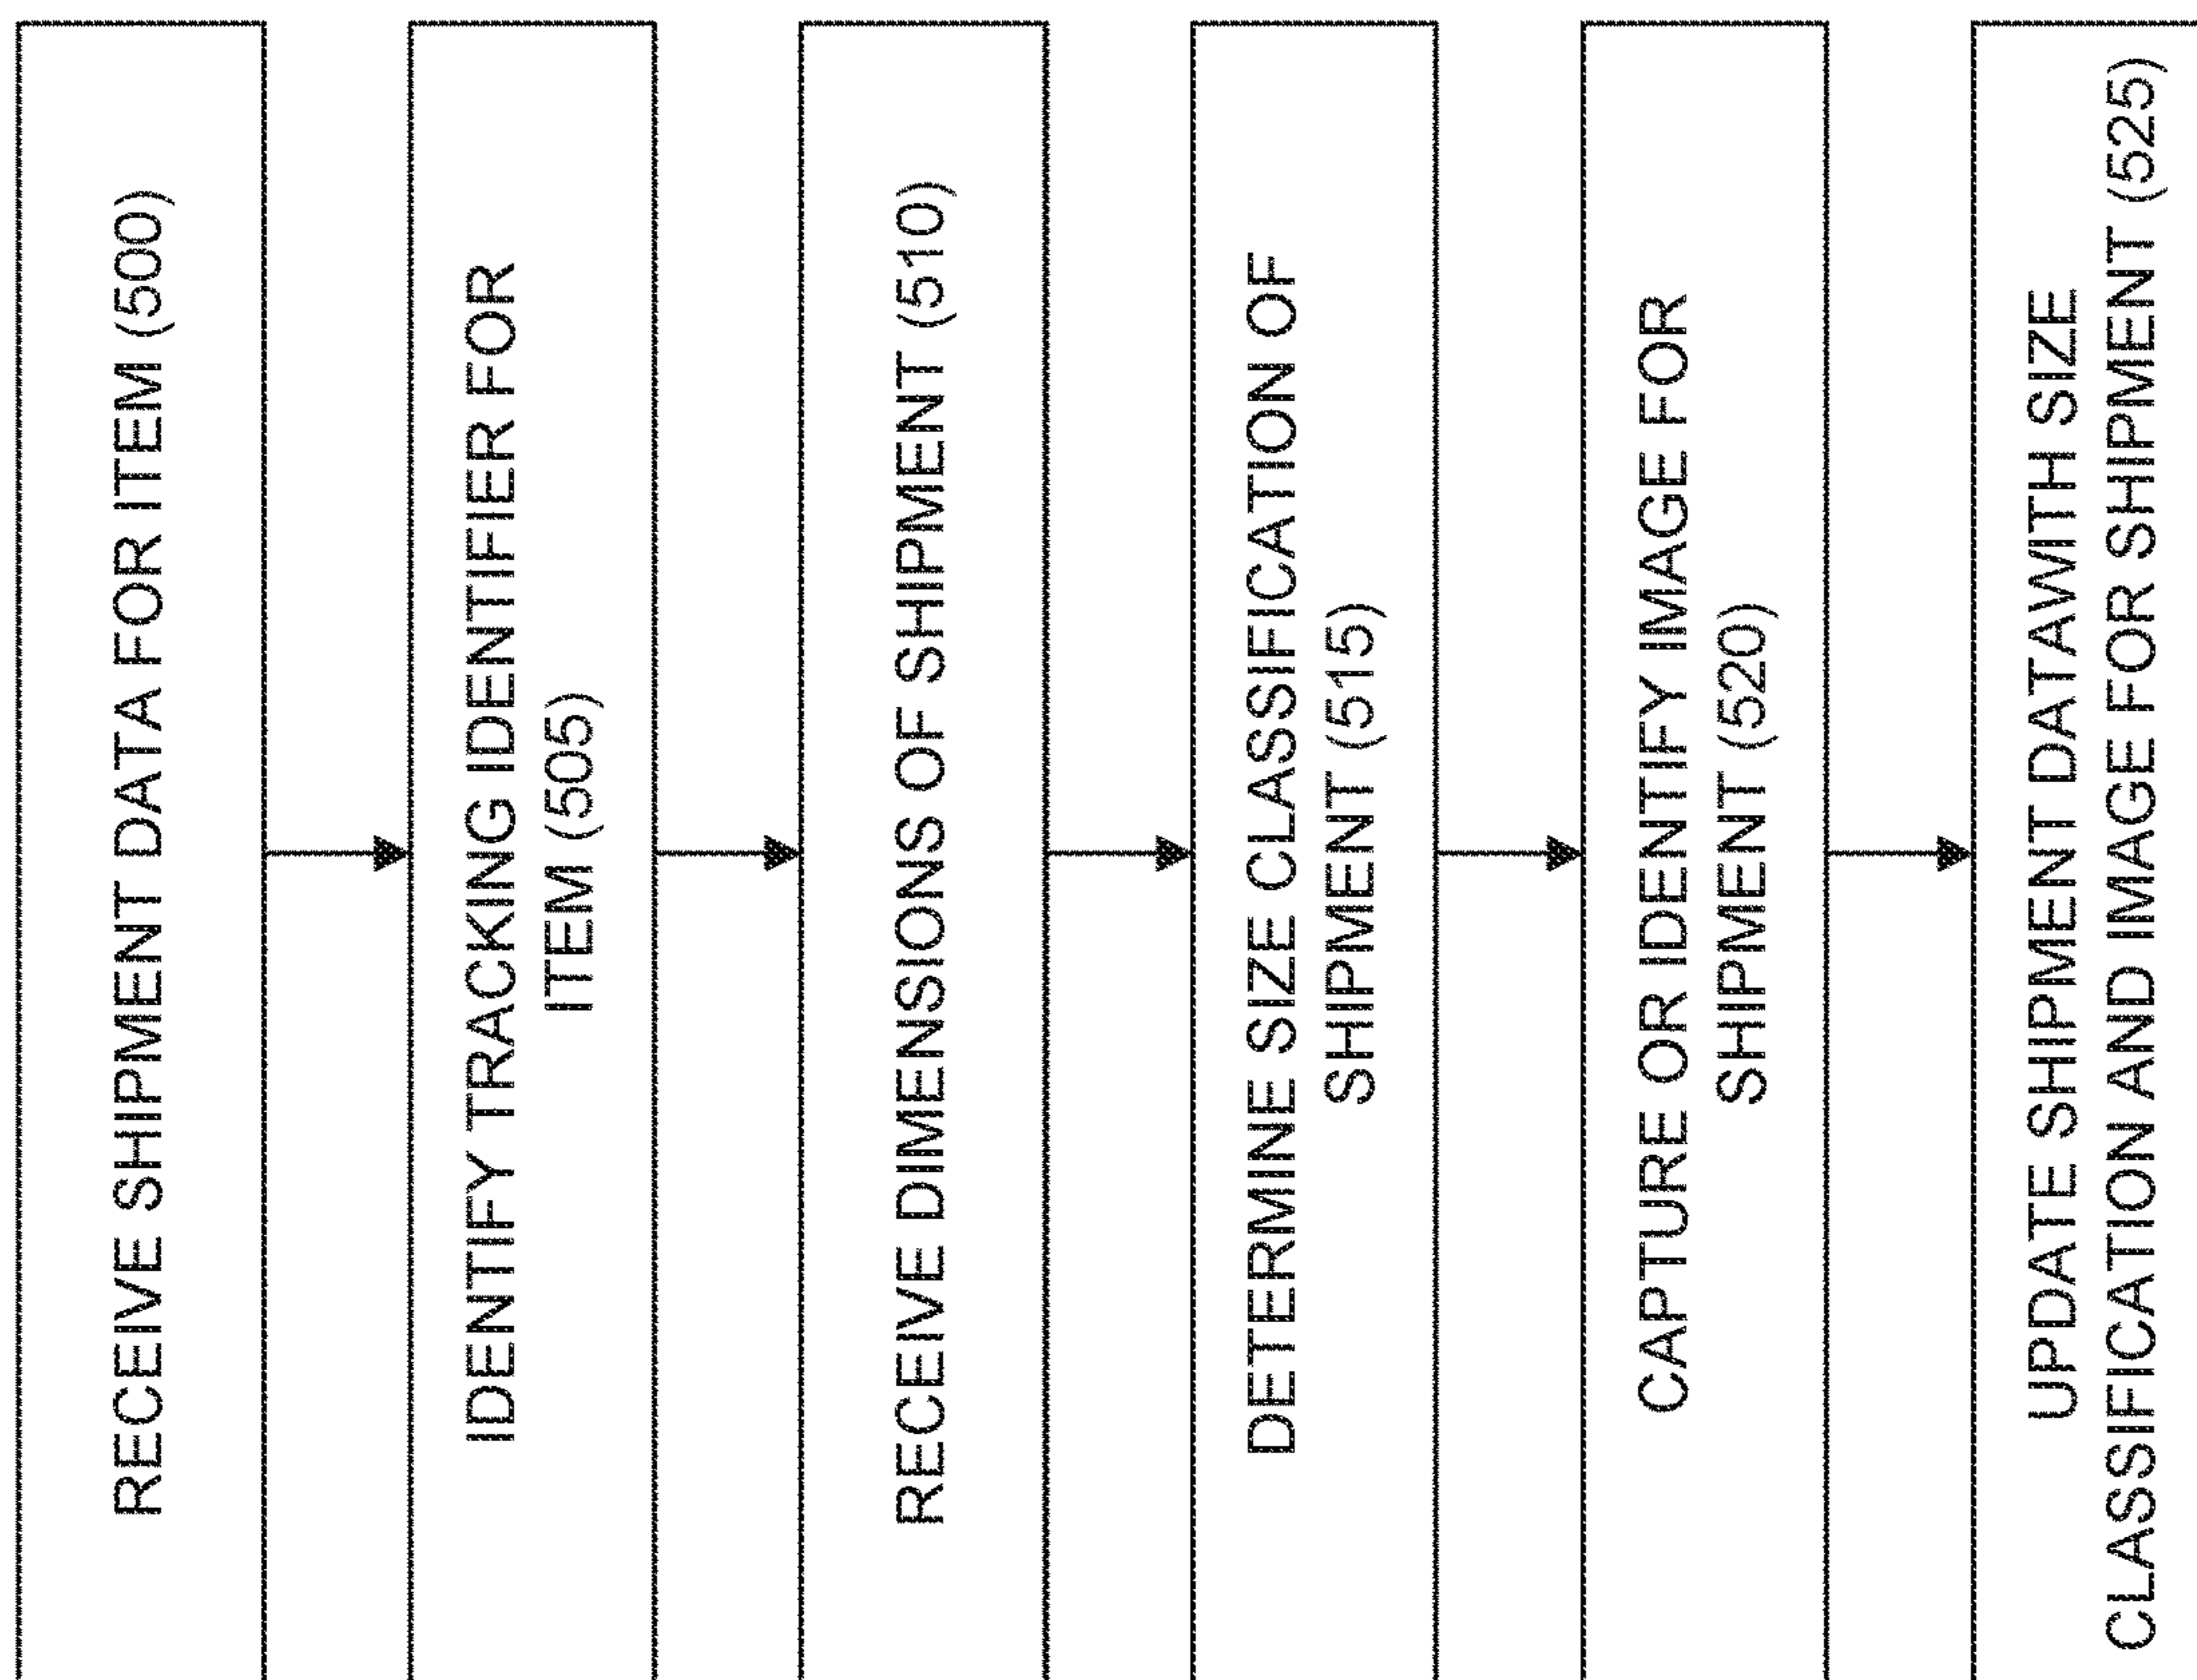 RECEIVE SHIPMENT DATA FOR ITEM (500)
IDENTIFY TRACKING IDENTIFIER FOR
ITEM (505)
RECEIVE DIMENSIONS OF SHIPMENT (510)
DETERMINE SIZE CLASSIFICATION OF
SHIPMENT (515)
CAPTURE OR IDENTIFY IMAGE FOR
SHIPMENT (520)
UPDATE SHIPMENT DATAWITH SIZE
CLASSIFICATION AND IMAGE FOR SHIPMENT (525)